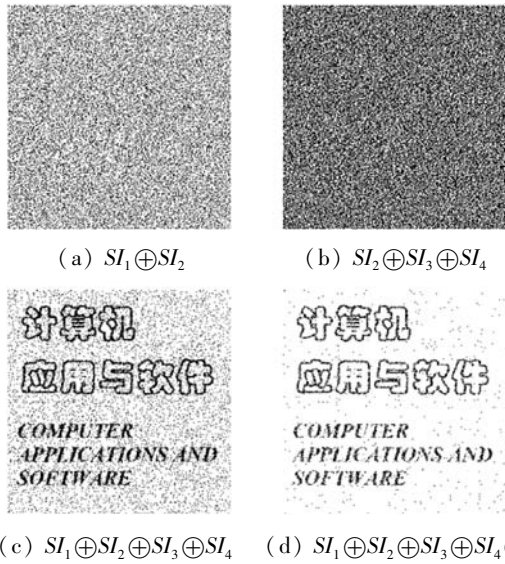 (a) SI₁⊕SI₂
(b) SI₂⊕SI₃⊕SI₄
计算机
应用与软件
COMPUTER
APPLICATIONS AND
SOFTWARE
计算机
应用与软件
COMPUTER
APPLICATIONS AND
SOFTWARE
(c) SI₁⊕SI₂⊕SI₃⊕SI₄
(d) SI₁⊕SI₂⊕SI₃⊕SI₄